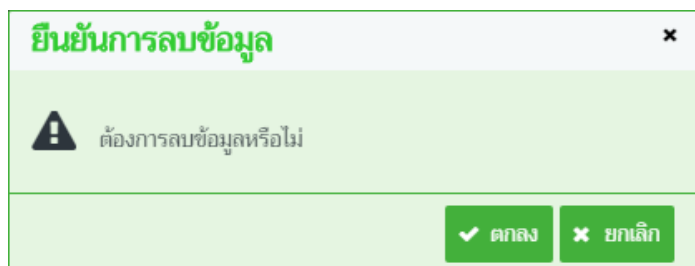 ยืนยันการลบข้อมูล
ต้องการลบข้อมูลหรือไม่
ตกลง ยกเลิก